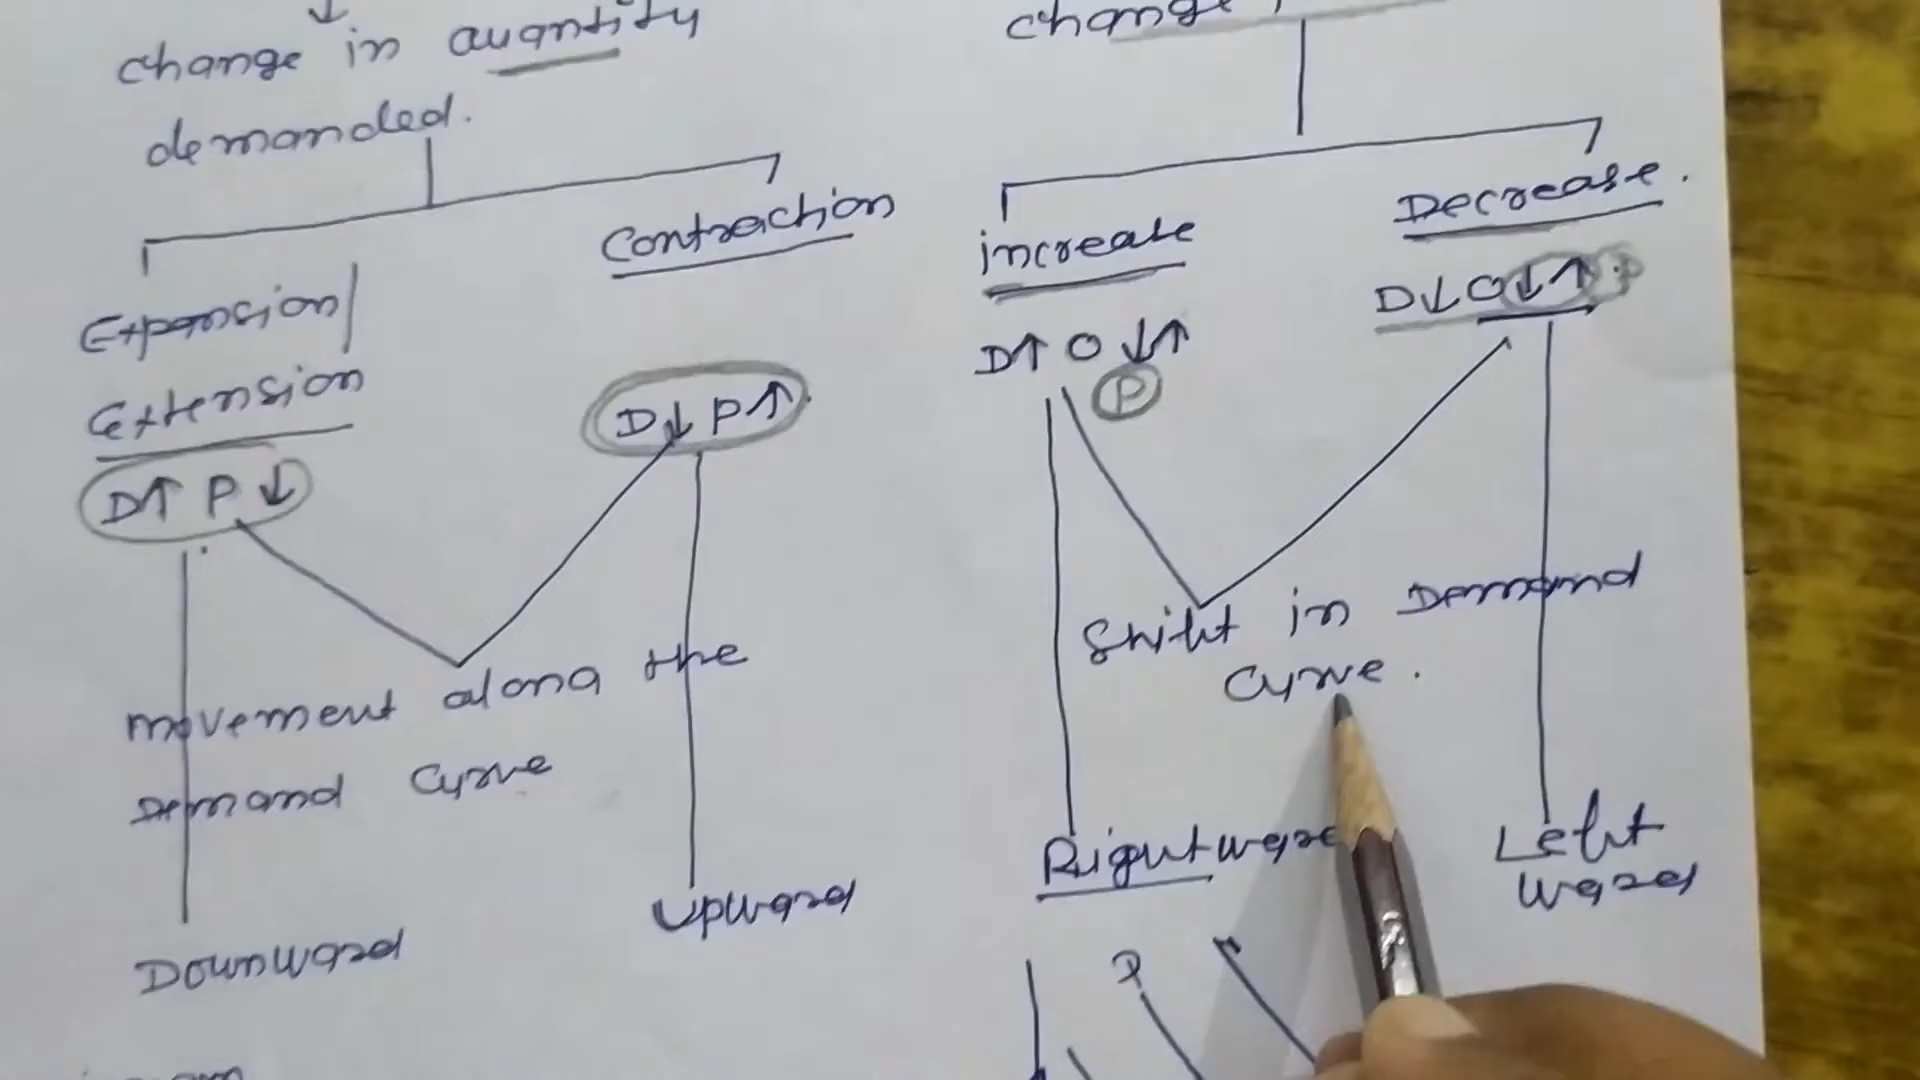 change in quantity
demanded.
Expansion/
Extension
D↑ P↓
Contraction
D↓ P↑.
movement along the
Demand Curve
Downward
Upward
change
increase
D↑ O ↓↑
P
Decrease.
D↓ O↓↑
Shift in Demand
Curve.
Rightward
Left
ward